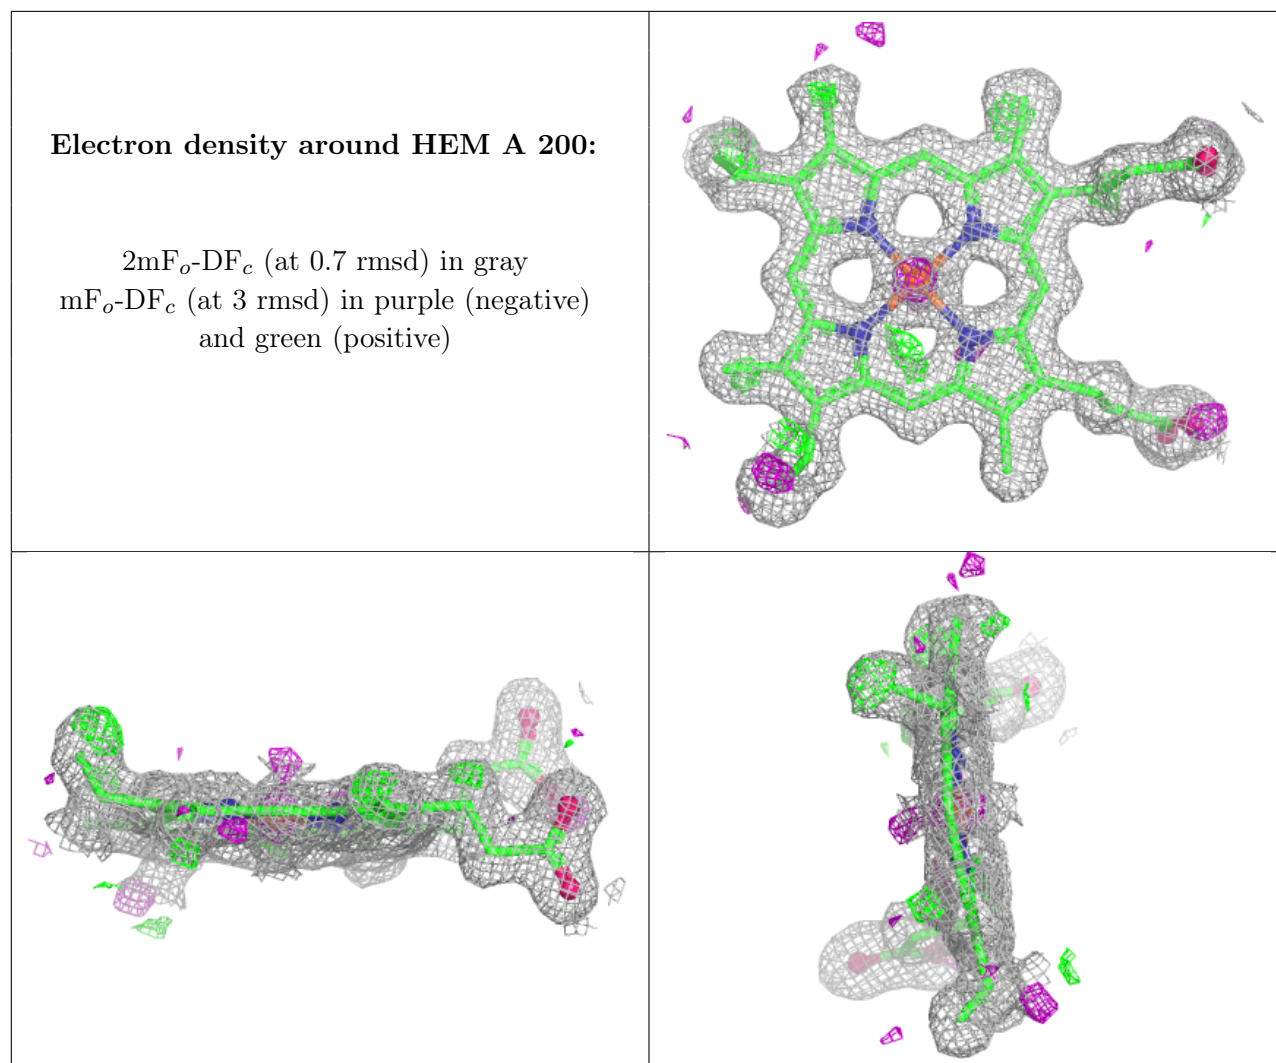 Electron density around HEM A 200:
2mFo-DFc (at 0.7 rmsd) in gray
mFo-DFc (at 3 rmsd) in purple (negative)
and green (positive)